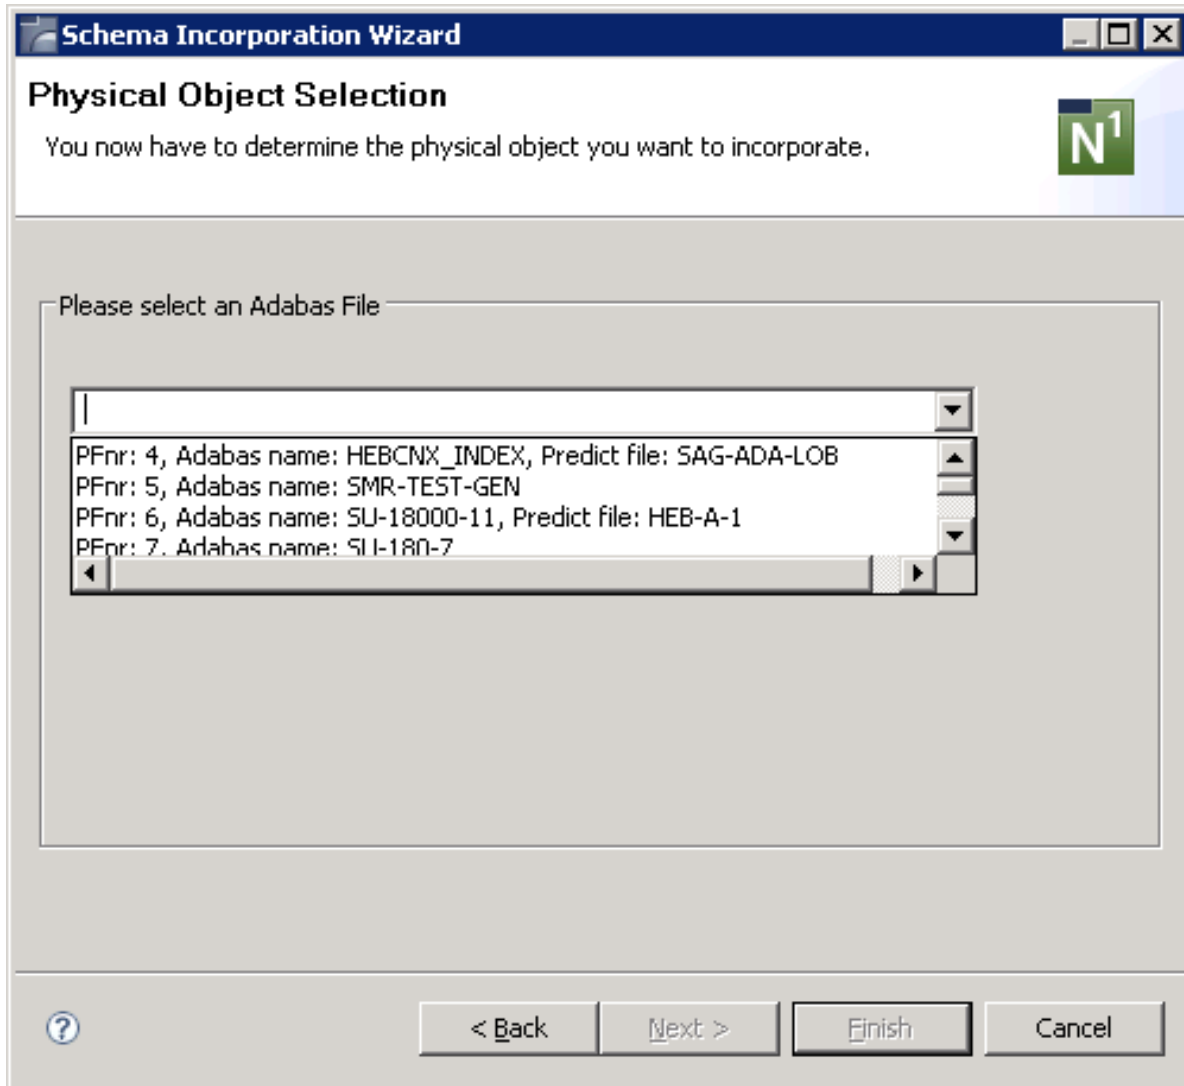 Schema Incorporation Wizard
Physical Object Selection
You now have to determine the physical object you want to incorporate.
N1
Please select an Adabas File
PFnr: 4, Adabas name: HEBCNX_INDEX, Predict file: SAG-ADA-LOB
PFnr: 5, Adabas name: SMR-TEST-GEN
PFnr: 6, Adabas name: SU-18000-11, Predict file: HEB-A-1
PFnr: 7, Adabas name: SU-180-7
?
< Back
Next >
Finish
Cancel